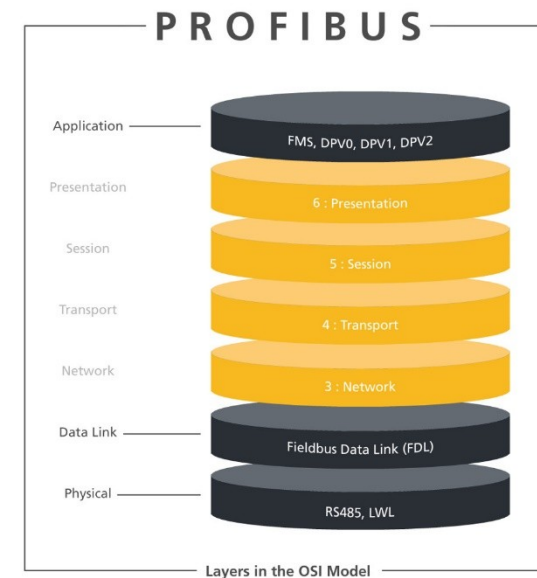 PROFIBUS
Application
FMS, DPV0, DPV1, DPV2
Presentation
6 : Presentation
Session
5 : Session
Transport
4 : Transport
Network
3 : Network
Data Link
Fieldbus Data Link (FDL)
Physical
RS485, LWL
Layers in the OSI Model